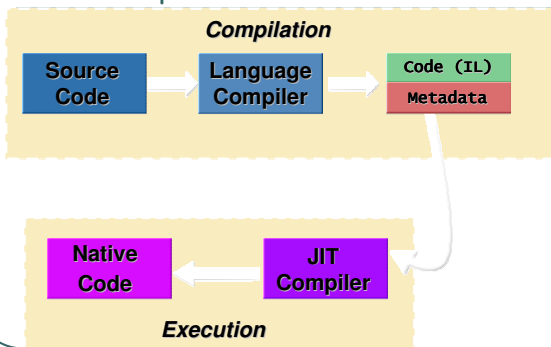 Compilation
Source
Code
Language
Compiler
Code (IL)
Metadata
Native
Code
JIT
Compiler
Execution